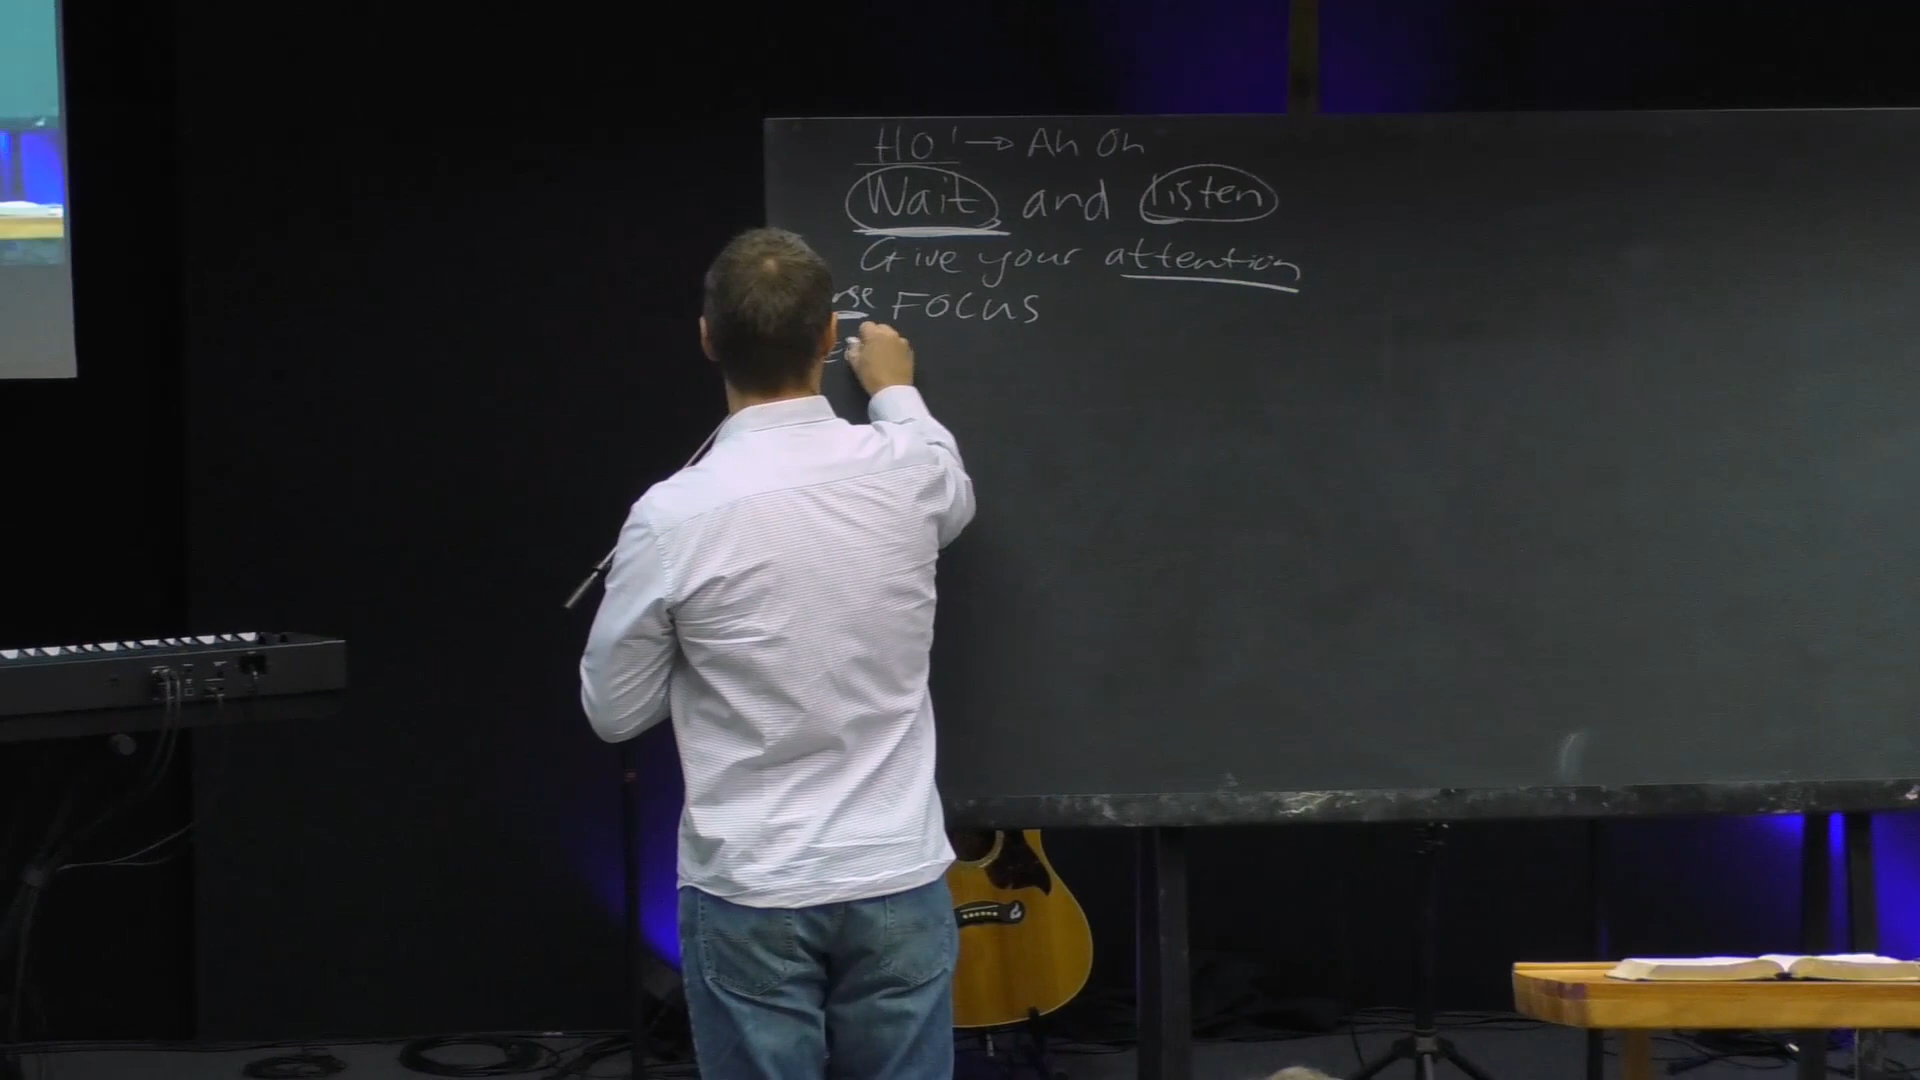 HO! → Ah Oh
Wait and listen
Give your attention
FOCUS